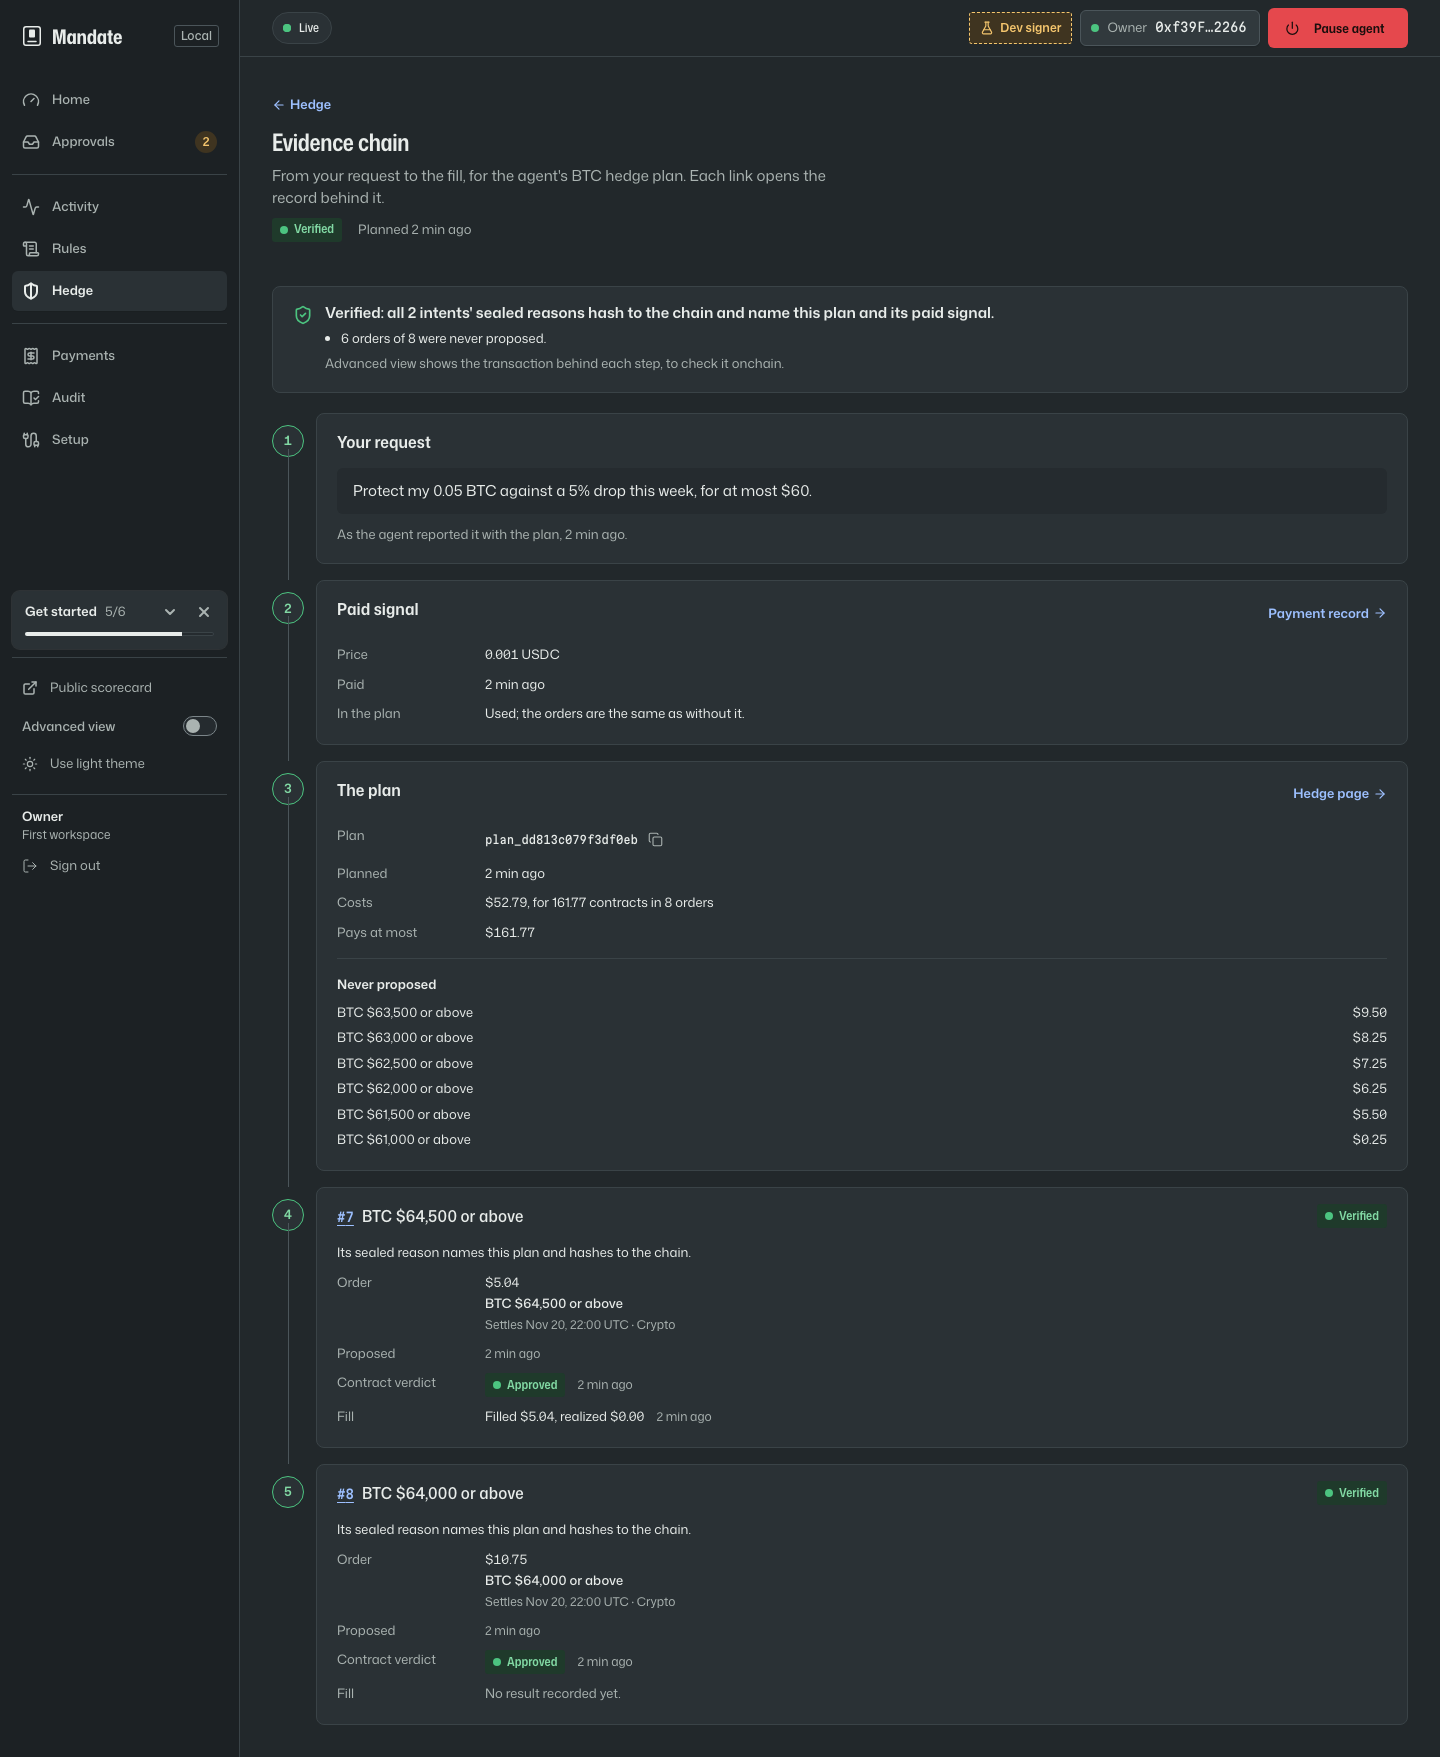 Mandate
Local
Home
Approvals
2
Activity
Rules
Hedge
Payments
Audit
Setup
Get started 5/6
Public scorecard
Advanced view
Use light theme
Owner
First workspace
Sign out
Live
Dev signer
Owner 0xf39F…2266
Pause agent
← Hedge
Evidence chain
From your request to the fill, for the agent's BTC hedge plan. Each link opens the
record behind it.
Verified
Planned 2 min ago
Verified: all 2 intents' sealed reasons hash to the chain and name this plan and its paid signal.
• 6 orders of 8 were never proposed.
Advanced view shows the transaction behind each step, to check it onchain.
1
Your request
Protect my 0.05 BTC against a 5% drop this week, for at most $60.
As the agent reported it with the plan, 2 min ago.
2
Paid signal
Payment record →
Price 0.001 USDC
Paid 2 min ago
In the plan Used; the orders are the same as without it.
3
The plan
Hedge page →
Plan plan_dd813c079f3df0eb
Planned 2 min ago
Costs $52.79, for 161.77 contracts in 8 orders
Pays at most $161.77
Never proposed
BTC $63,500 or above $9.50
BTC $63,000 or above $8.25
BTC $62,500 or above $7.25
BTC $62,000 or above $6.25
BTC $61,500 or above $5.50
BTC $61,000 or above $0.25
4
#7 BTC $64,500 or above
Verified
Its sealed reason names this plan and hashes to the chain.
Order $5.04
BTC $64,500 or above
Settles Nov 20, 22:00 UTC · Crypto
Proposed 2 min ago
Contract verdict Approved 2 min ago
Fill Filled $5.04, realized $0.00 2 min ago
5
#8 BTC $64,000 or above
Verified
Its sealed reason names this plan and hashes to the chain.
Order $10.75
BTC $64,000 or above
Settles Nov 20, 22:00 UTC · Crypto
Proposed 2 min ago
Contract verdict Approved 2 min ago
Fill No result recorded yet.